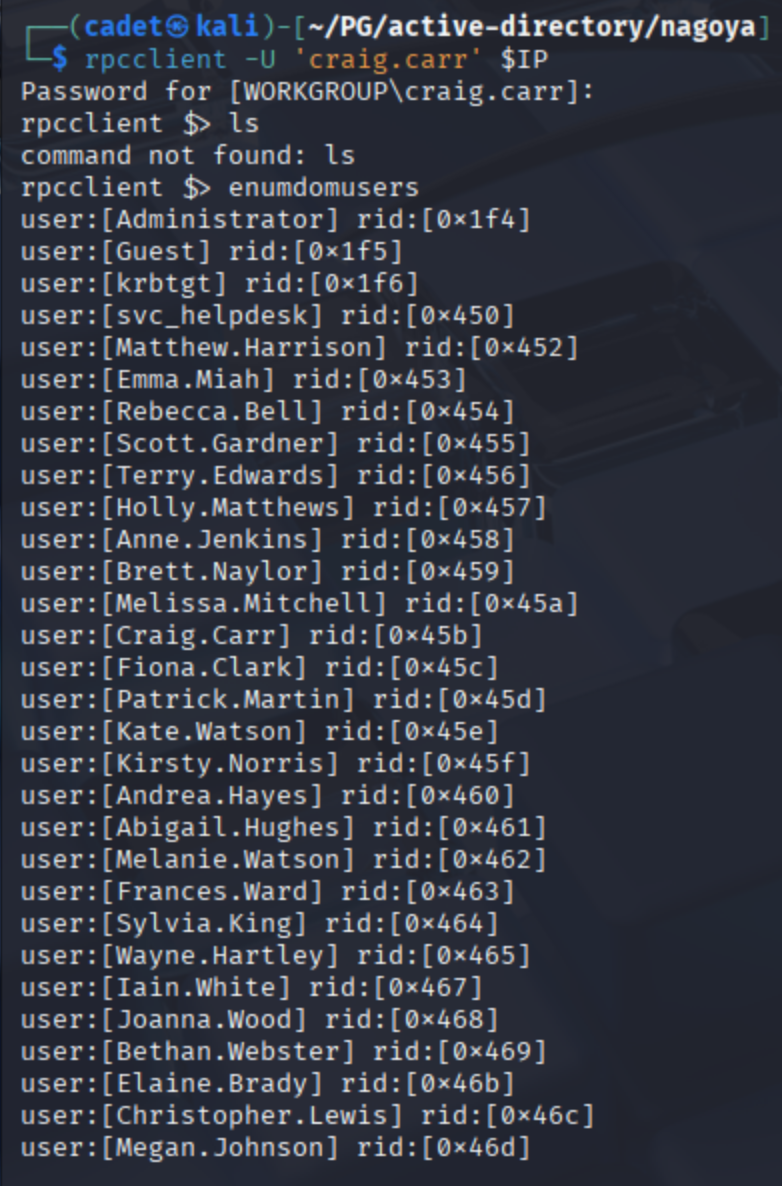 ┌──(cadet㉿kali)-[~/PG/active-directory/nagoya]
└─$ rpcclient -U 'craig.carr' $IP
Password for [WORKGROUP\craig.carr]:
rpcclient $> ls
command not found: ls
rpcclient $> enumdomusers
user:[Administrator] rid:[0×1f4]
user:[Guest] rid:[0×1f5]
user:[krbtgt] rid:[0×1f6]
user:[svc_helpdesk] rid:[0×450]
user:[Matthew.Harrison] rid:[0×452]
user:[Emma.Miah] rid:[0×453]
user:[Rebecca.Bell] rid:[0×454]
user:[Scott.Gardner] rid:[0×455]
user:[Terry.Edwards] rid:[0×456]
user:[Holly.Matthews] rid:[0×457]
user:[Anne.Jenkins] rid:[0×458]
user:[Brett.Naylor] rid:[0×459]
user:[Melissa.Mitchell] rid:[0×45a]
user:[Craig.Carr] rid:[0×45b]
user:[Fiona.Clark] rid:[0×45c]
user:[Patrick.Martin] rid:[0×45d]
user:[Kate.Watson] rid:[0×45e]
user:[Kirsty.Norris] rid:[0×45f]
user:[Andrea.Hayes] rid:[0×460]
user:[Abigail.Hughes] rid:[0×461]
user:[Melanie.Watson] rid:[0×462]
user:[Frances.Ward] rid:[0×463]
user:[Sylvia.King] rid:[0×464]
user:[Wayne.Hartley] rid:[0×465]
user:[Iain.White] rid:[0×467]
user:[Joanna.Wood] rid:[0×468]
user:[Bethan.Webster] rid:[0×469]
user:[Elaine.Brady] rid:[0×46b]
user:[Christopher.Lewis] rid:[0×46c]
user:[Megan.Johnson] rid:[0×46d]